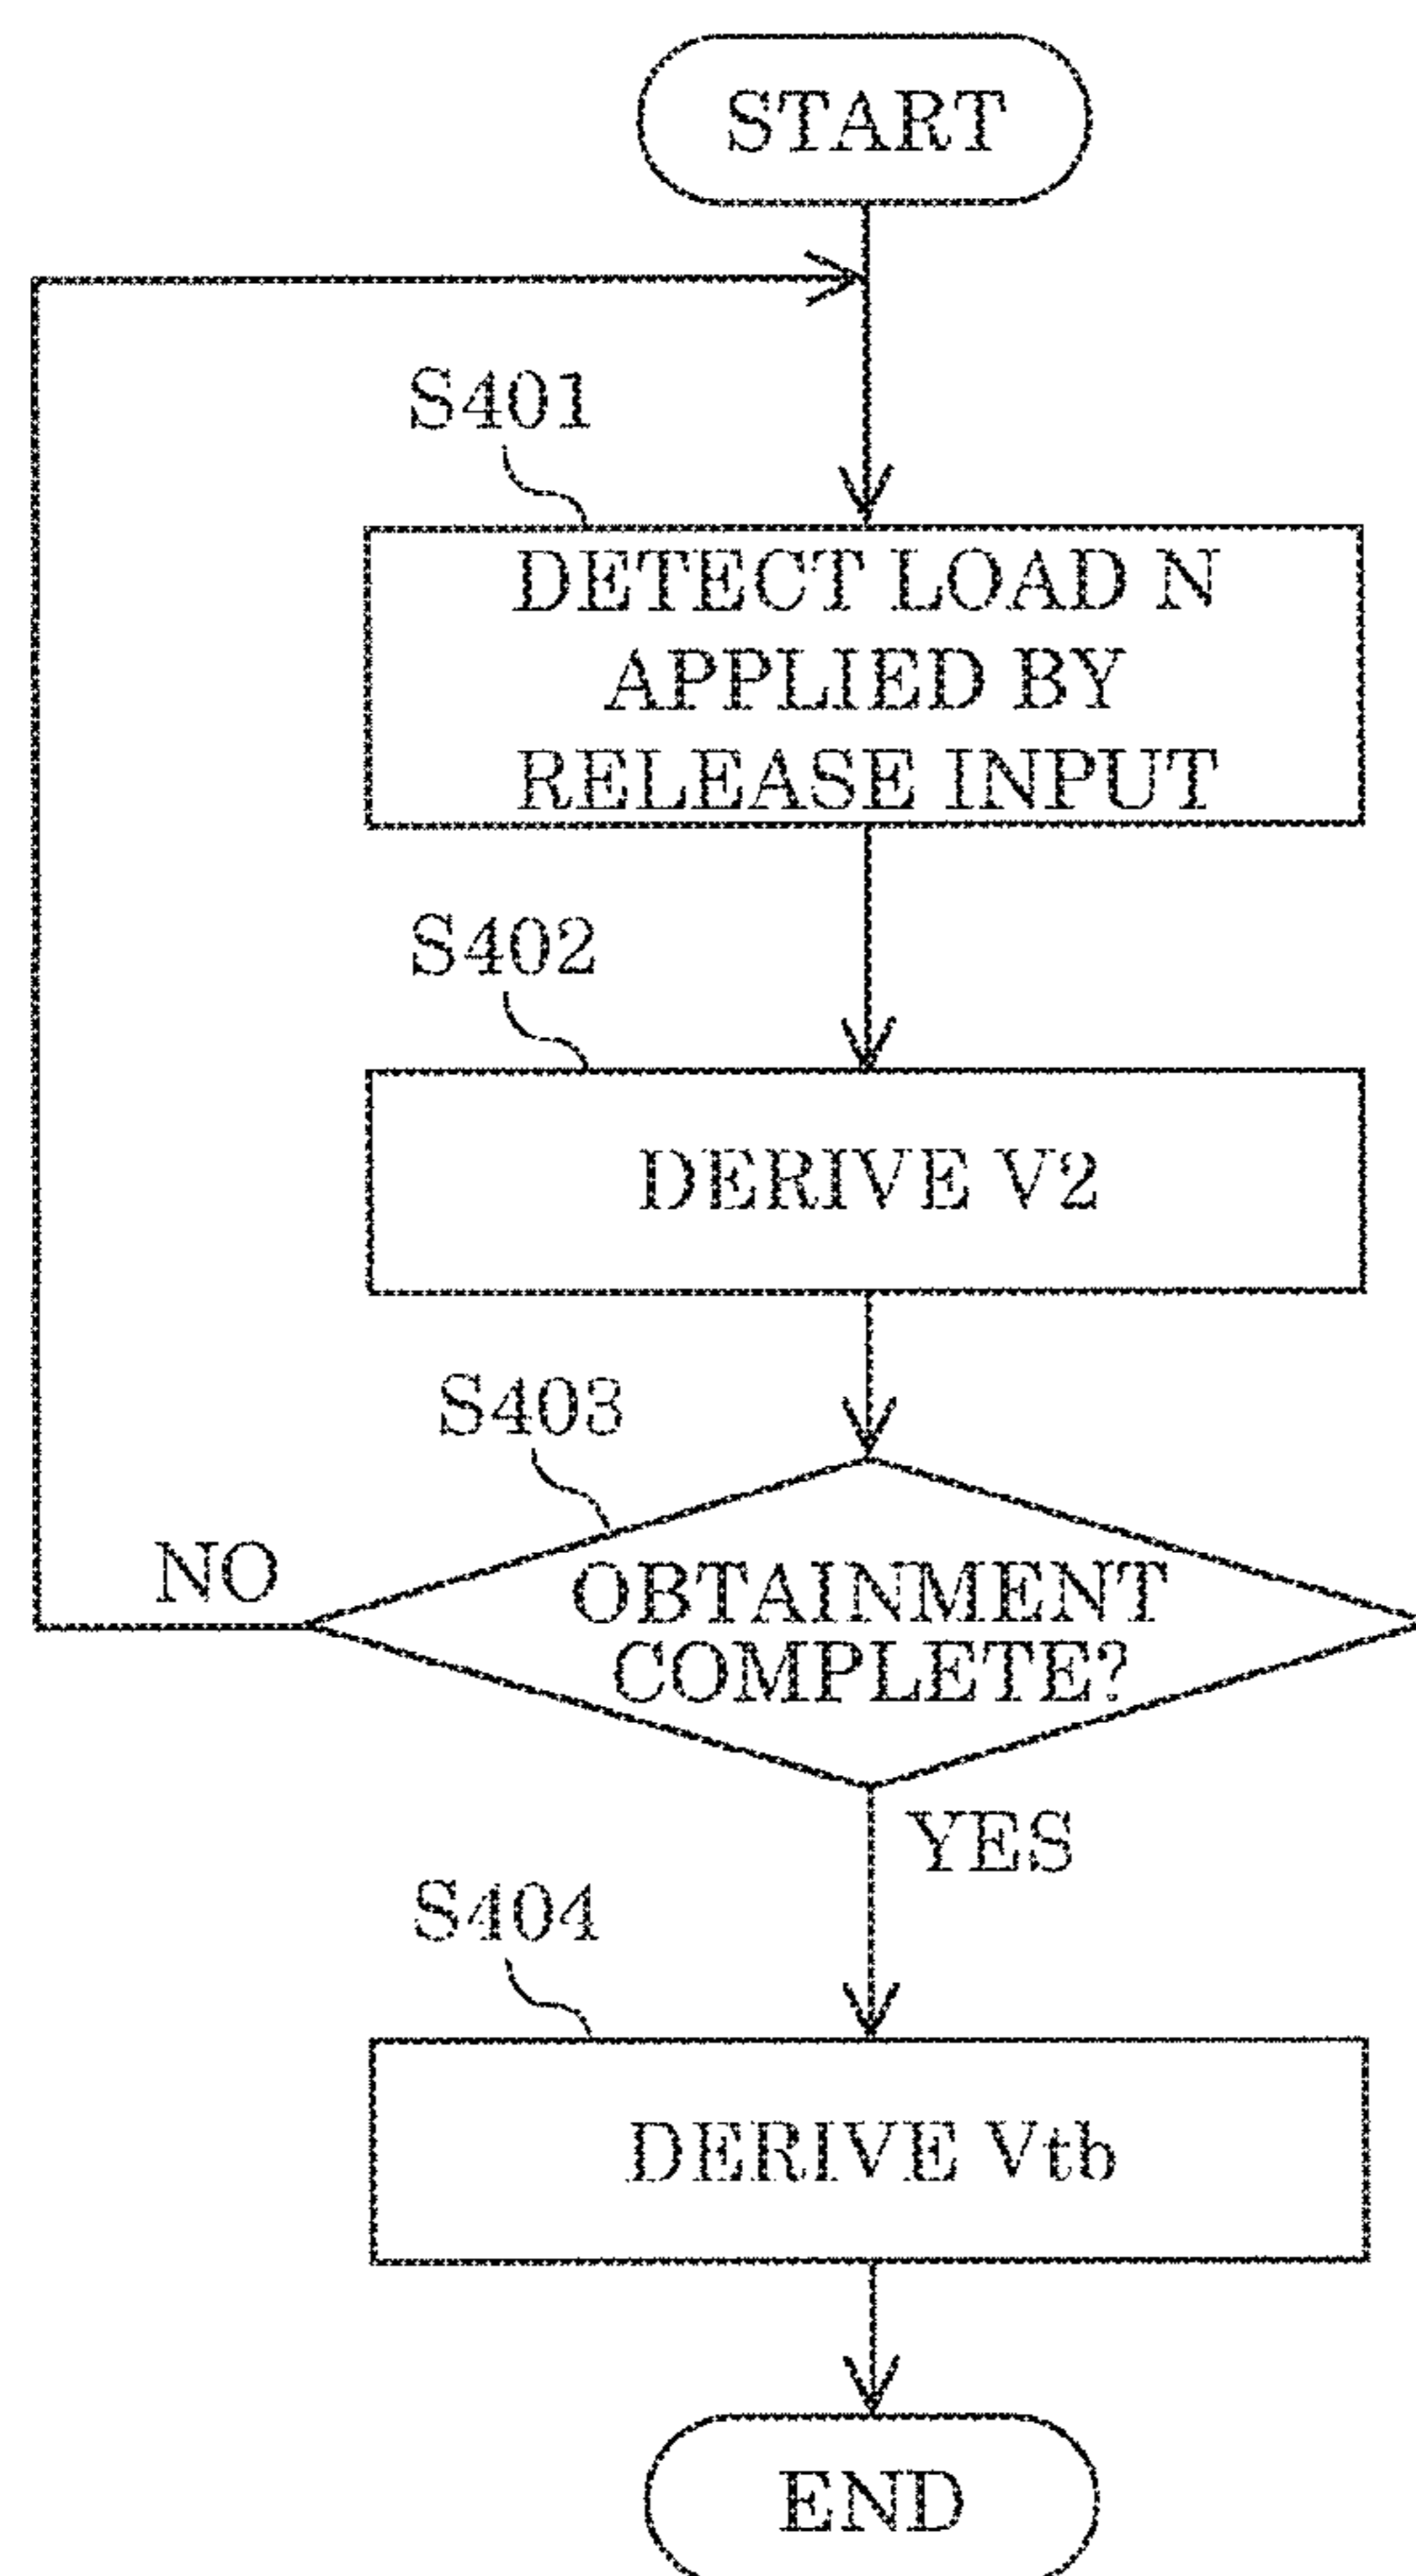 START
S401
DETECT LOAD N
APPLIED BY
RELEASE INPUT
S402
DERIVE V2
S403
NO
OBTAINMENT
COMPLETE?
YES
S404
DERIVE Vtb
END